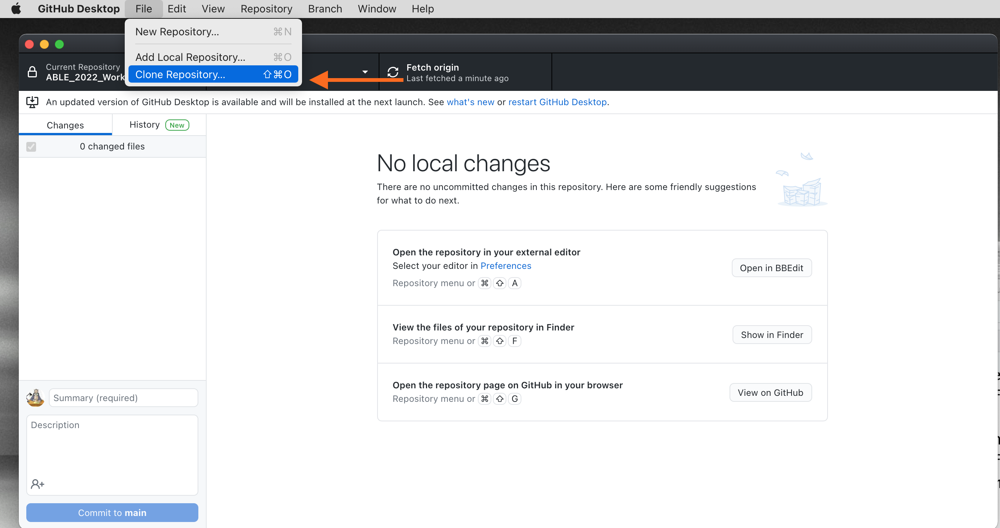 GitHub Desktop File Edit View Repository Branch Window Help
New Repository... ⌘N
Add Local Repository... ⌘O
Clone Repository... ⇧⌘O
Current Repository
ABLE_2022_Work
Fetch origin
Last fetched a minute ago
An updated version of GitHub Desktop is available and will be installed at the next launch. See what's new or restart GitHub Desktop.
Changes
History New
0 changed files
No local changes
There are no uncommitted changes in this repository. Here are some friendly suggestions
for what to do next.
Open the repository in your external editor
Select your editor in Preferences
Repository menu or ⌘ ⇧ A
Open in BBEdit
View the files of your repository in Finder
Repository menu or ⌘ ⇧ F
Show in Finder
Open the repository page on GitHub in your browser
Repository menu or ⌘ ⇧ G
View on GitHub
Summary (required)
Description
Commit to main